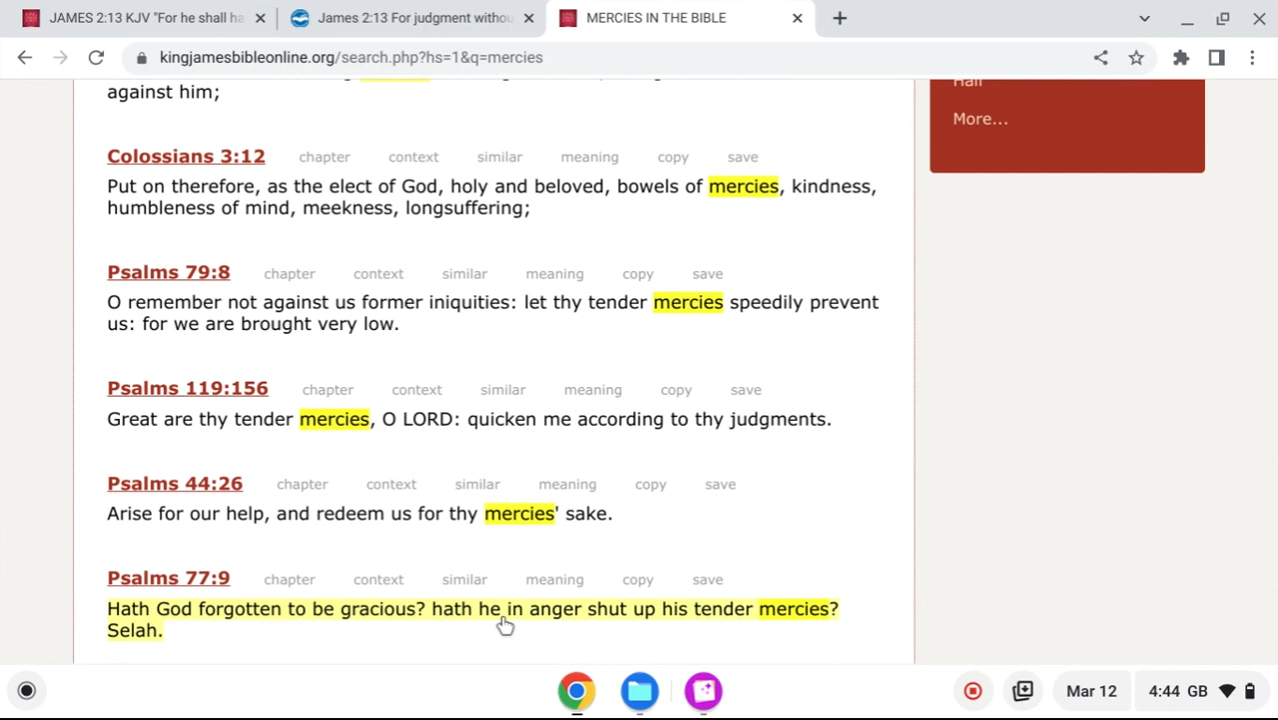 JAMES 2:13 KJV "For he shall ha
James 2:13 For judgment withou
MERCIES IN THE BIBLE
kingjamesbibleonline.org/search.php?hs=1&q=mercies
against him;
Hall
More...
Colossians 3:12 chapter context similar meaning copy save
Put on therefore, as the elect of God, holy and beloved, bowels of mercies, kindness,
humbleness of mind, meekness, longsuffering;
Psalms 79:8 chapter context similar meaning copy save
O remember not against us former iniquities: let thy tender mercies speedily prevent
us: for we are brought very low.
Psalms 119:156 chapter context similar meaning copy save
Great are thy tender mercies, O LORD: quicken me according to thy judgments.
Psalms 44:26 chapter context similar meaning copy save
Arise for our help, and redeem us for thy mercies' sake.
Psalms 77:9 chapter context similar meaning copy save
Hath God forgotten to be gracious? hath he in anger shut up his tender mercies?
Selah.
Mar 12 4:44 GB